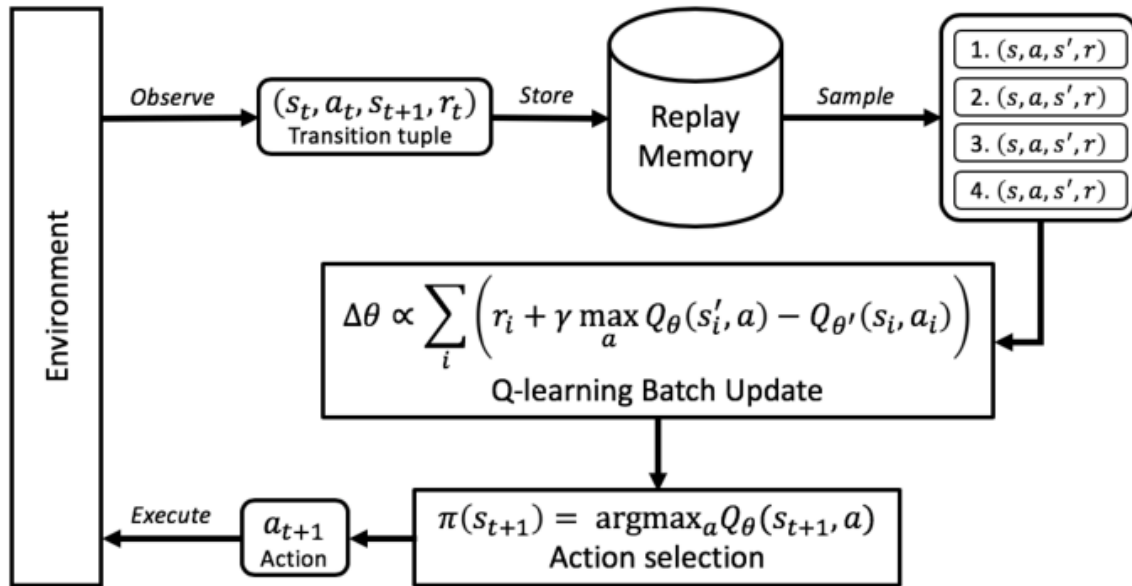 Environment
Observe
(s_t, a_t, s_{t+1}, r_t)
Transition tuple
Store
Replay
Memory
Sample
1. (s, a, s′, r)
2. (s, a, s′, r)
3. (s, a, s′, r)
4. (s, a, s′, r)
Δθ ∝ ∑_i (r_i + γ max_a Q_θ(s′_i, a) − Q_θ′(s_i, a_i))
Q-learning Batch Update
π(s_{t+1}) = argmax_a Q_θ(s_{t+1}, a)
Action selection
a_{t+1}
Action
Execute